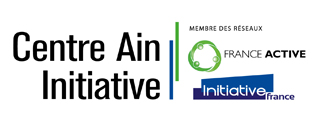 Centre Ain
Initiative
MEMBRE DES RÉSEAUX
FRANCE ACTIVE
Initiative
france